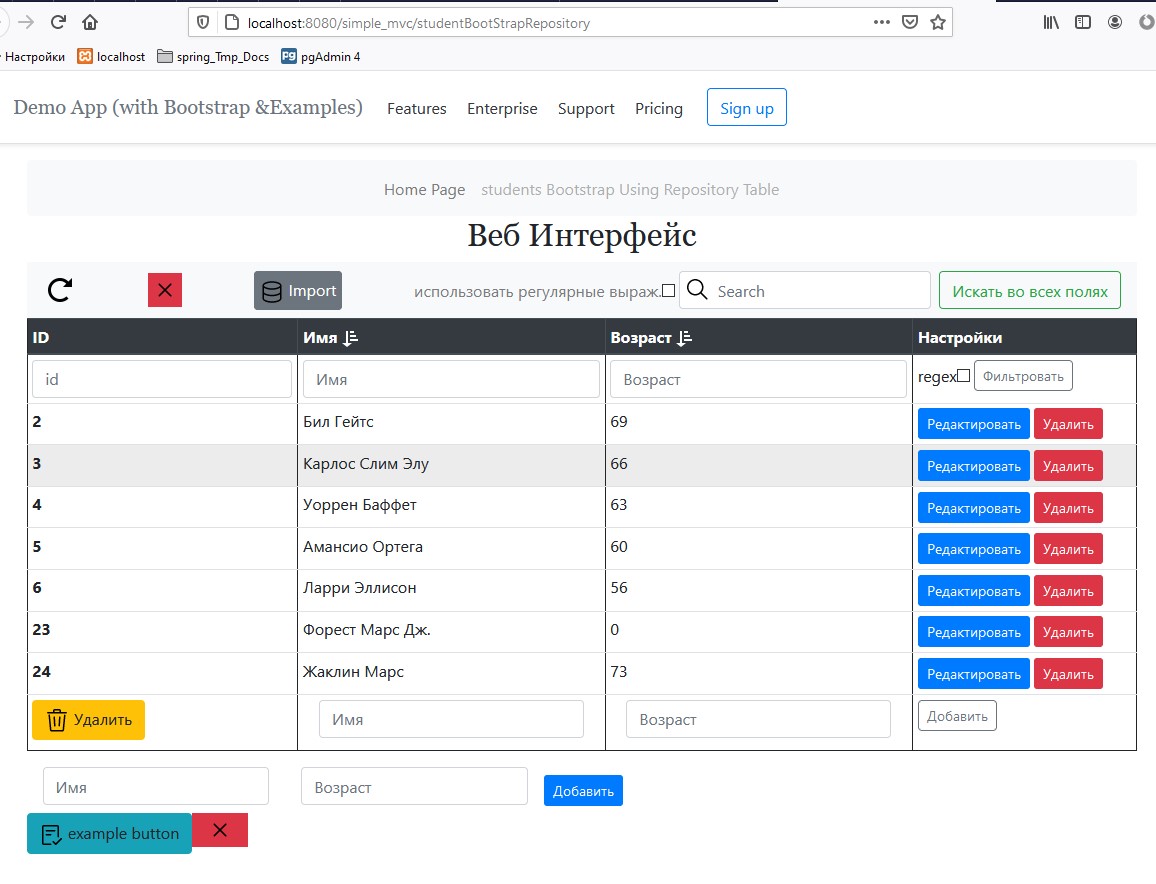 localhost:8080/simple_mvc/studentBootStrapRepository
Настройки localhost spring_Tmp_Docs Pg pgAdmin 4
Demo App (with Bootstrap &Examples) Features Enterprise Support Pricing Sign up
Home Page students Bootstrap Using Repository Table
Веб Интерфейс
Import использовать регулярные выраж. Search Искать во всех полях
ID Имя Возраст Настройки
id Имя Возраст regex Фильтровать
2 Бил Гейтс 69 Редактировать Удалить
3 Карлос Слим Элу 66 Редактировать Удалить
4 Уоррен Баффет 63 Редактировать Удалить
5 Амансио Ортега 60 Редактировать Удалить
6 Ларри Эллисон 56 Редактировать Удалить
23 Форест Марс Дж. 0 Редактировать Удалить
24 Жаклин Марс 73 Редактировать Удалить
Удалить Имя Возраст Добавить
Имя Возраст Добавить
example button